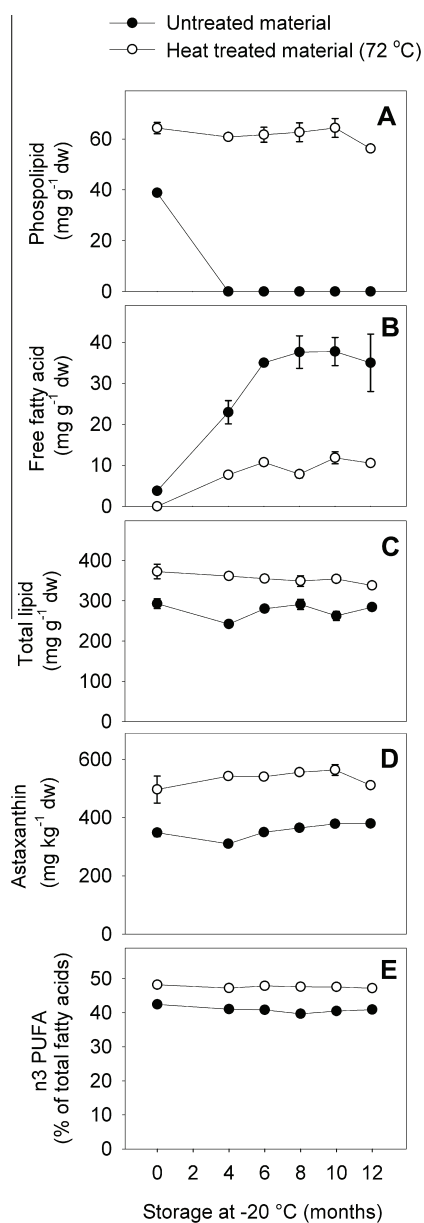 Untreated material
Heat treated material (72 °C)
A
Phospolipid
(mg g-1 dw)
60
40
20
0
B
Free fatty acid
(mg g-1 dw)
40
30
20
10
0
C
Total lipid
(mg g-1 dw)
400
300
200
100
0
D
Astaxanthin
(mg kg-1 dw)
600
400
200
0
E
n3 PUFA
(% of total fatty acids)
50
40
30
20
10
0
0 2 4 6 8 10 12
Storage at -20 °C (months)